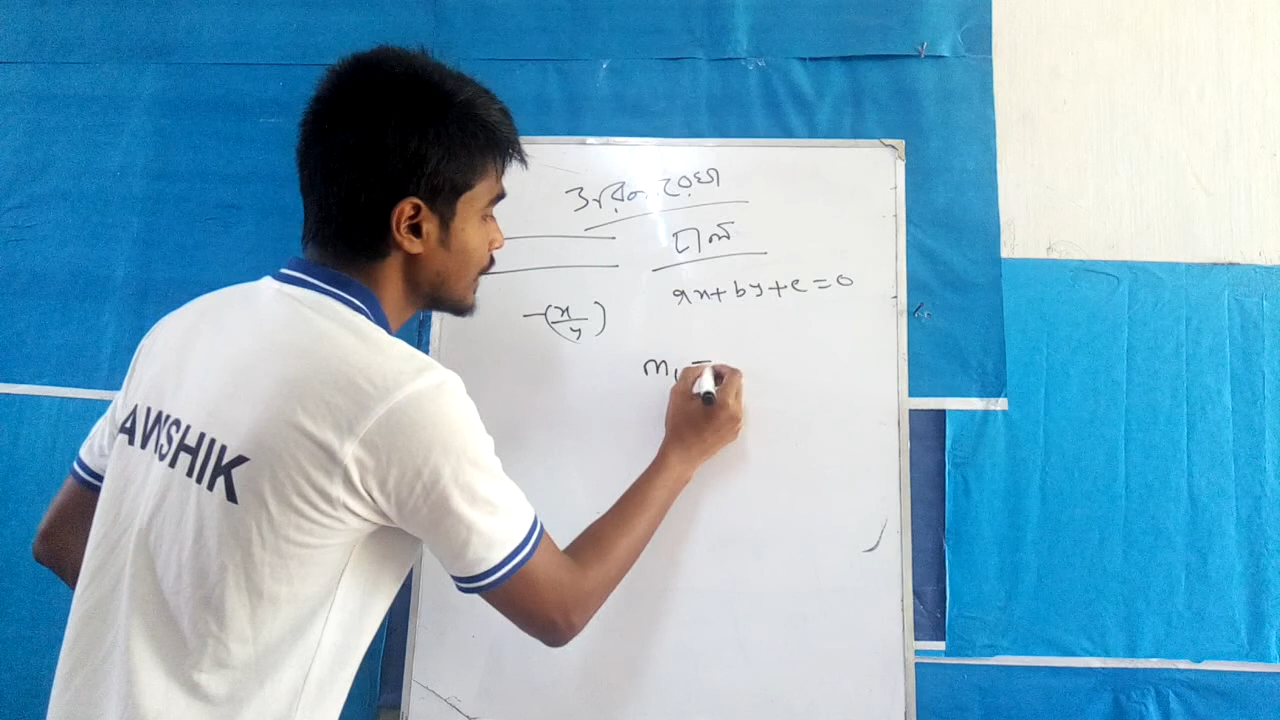 সরল রেখা
ঢাল
ax+by+c=0
-(x/y)
m₁ =
AWSHIK